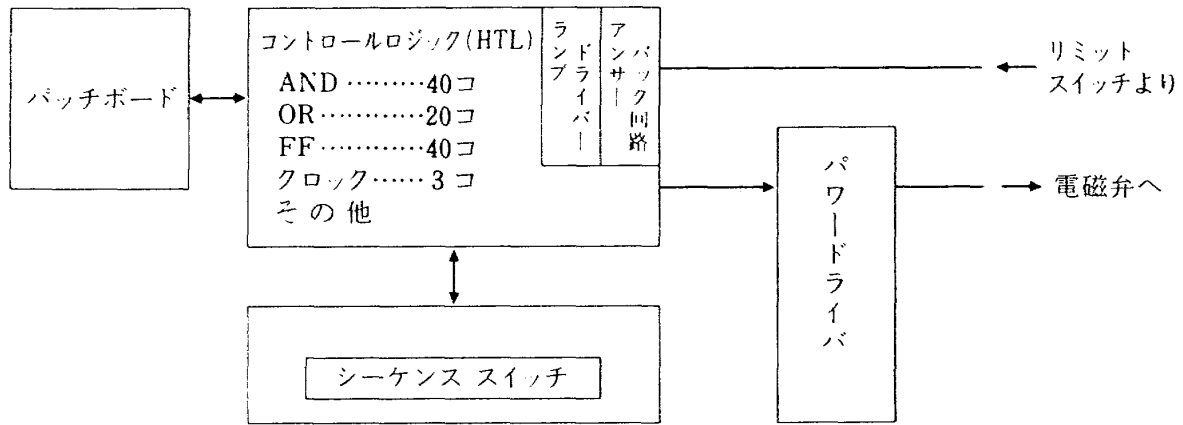 パッチボード
コントロールロジック(HTL)
AND………40コ
OR…………20コ
FF…………40コ
クロック……3コ
その他
ランプ
ドライバー
アンサー
バック回路
リミット
スイッチより
パワードライバ
電磁弁へ
シーケンス スイッチ